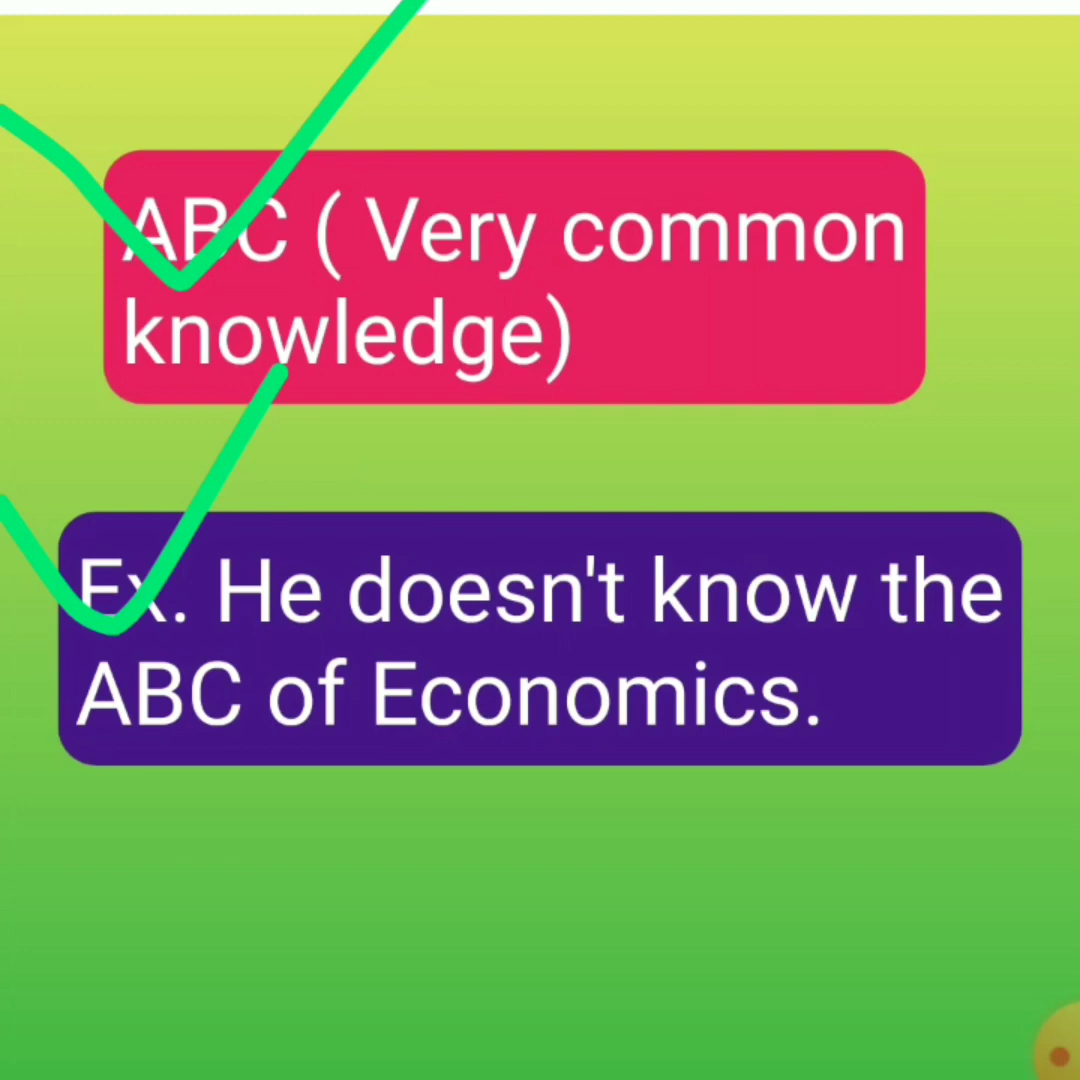 ABC ( Very common
knowledge)
Ex. He doesn't know the
ABC of Economics.